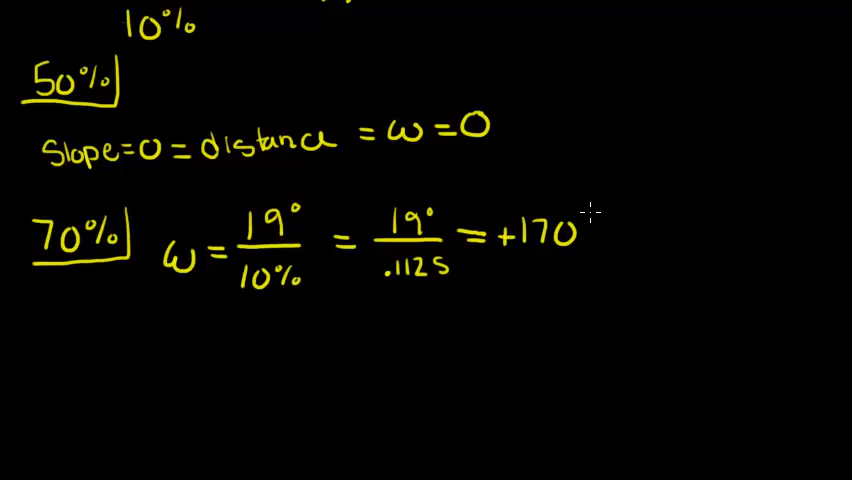 10%
50%
Slope=0 = distance = ω = 0
70% ω = 19° / 10% = 19° / .112s = +170